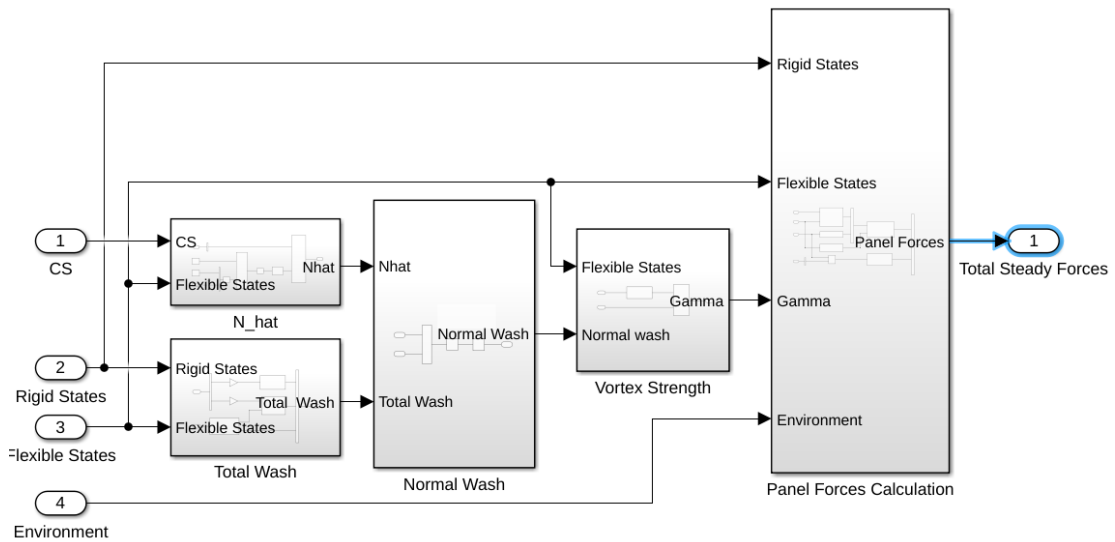 Rigid States
Flexible States
1
CS
CS
Flexible States
Nhat
N_hat
Nhat
Flexible States
Gamma
Normal wash
Vortex Strength
Panel Forces
1
Total Steady Forces
Gamma
2
Rigid States
Rigid States
Total Wash
Flexible States
Total Wash
Normal Wash
Total Wash
Normal Wash
3
Flexible States
Environment
Panel Forces Calculation
4
Environment